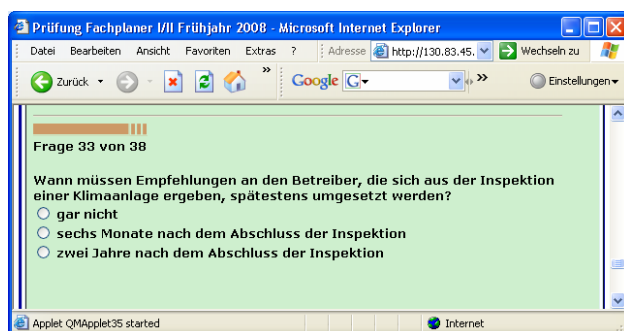 Prüfung Fachplaner I/II Frühjahr 2008 - Microsoft Internet Explorer
Datei Bearbeiten Ansicht Favoriten Extras ? Adresse http://130.83.45. Wechseln zu
Zurück » Google G » Einstellungen
Frage 33 von 38
Wann müssen Empfehlungen an den Betreiber, die sich aus der Inspektion
einer Klimaanlage ergeben, spätestens umgesetzt werden?
gar nicht
sechs Monate nach dem Abschluss der Inspektion
zwei Jahre nach dem Abschluss der Inspektion
Applet QMApplet35 started Internet